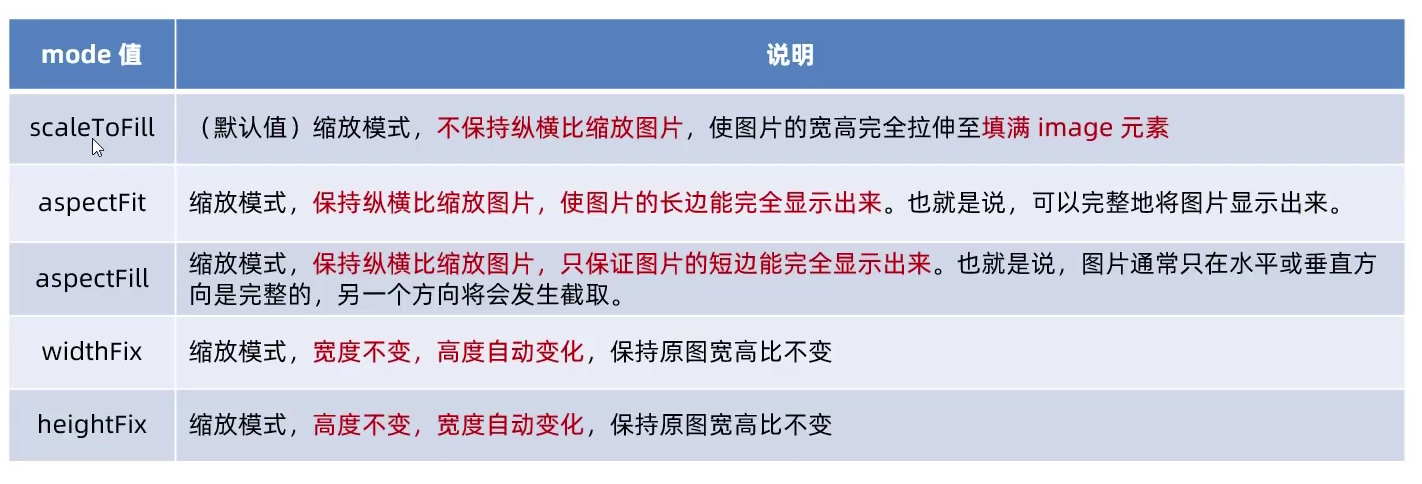 mode 值 说明
scaleToFill （默认值）缩放模式，不保持纵横比缩放图片，使图片的宽高完全拉伸至填满 image 元素
aspectFit 缩放模式，保持纵横比缩放图片，使图片的长边能完全显示出来。也就是说，可以完整地将图片显示出来。
aspectFill 缩放模式，保持纵横比缩放图片，只保证图片的短边能完全显示出来。也就是说，图片通常只在水平或垂直方
向是完整的，另一个方向将会发生截取。
widthFix 缩放模式，宽度不变，高度自动变化，保持原图宽高比不变
heightFix 缩放模式，高度不变，宽度自动变化，保持原图宽高比不变